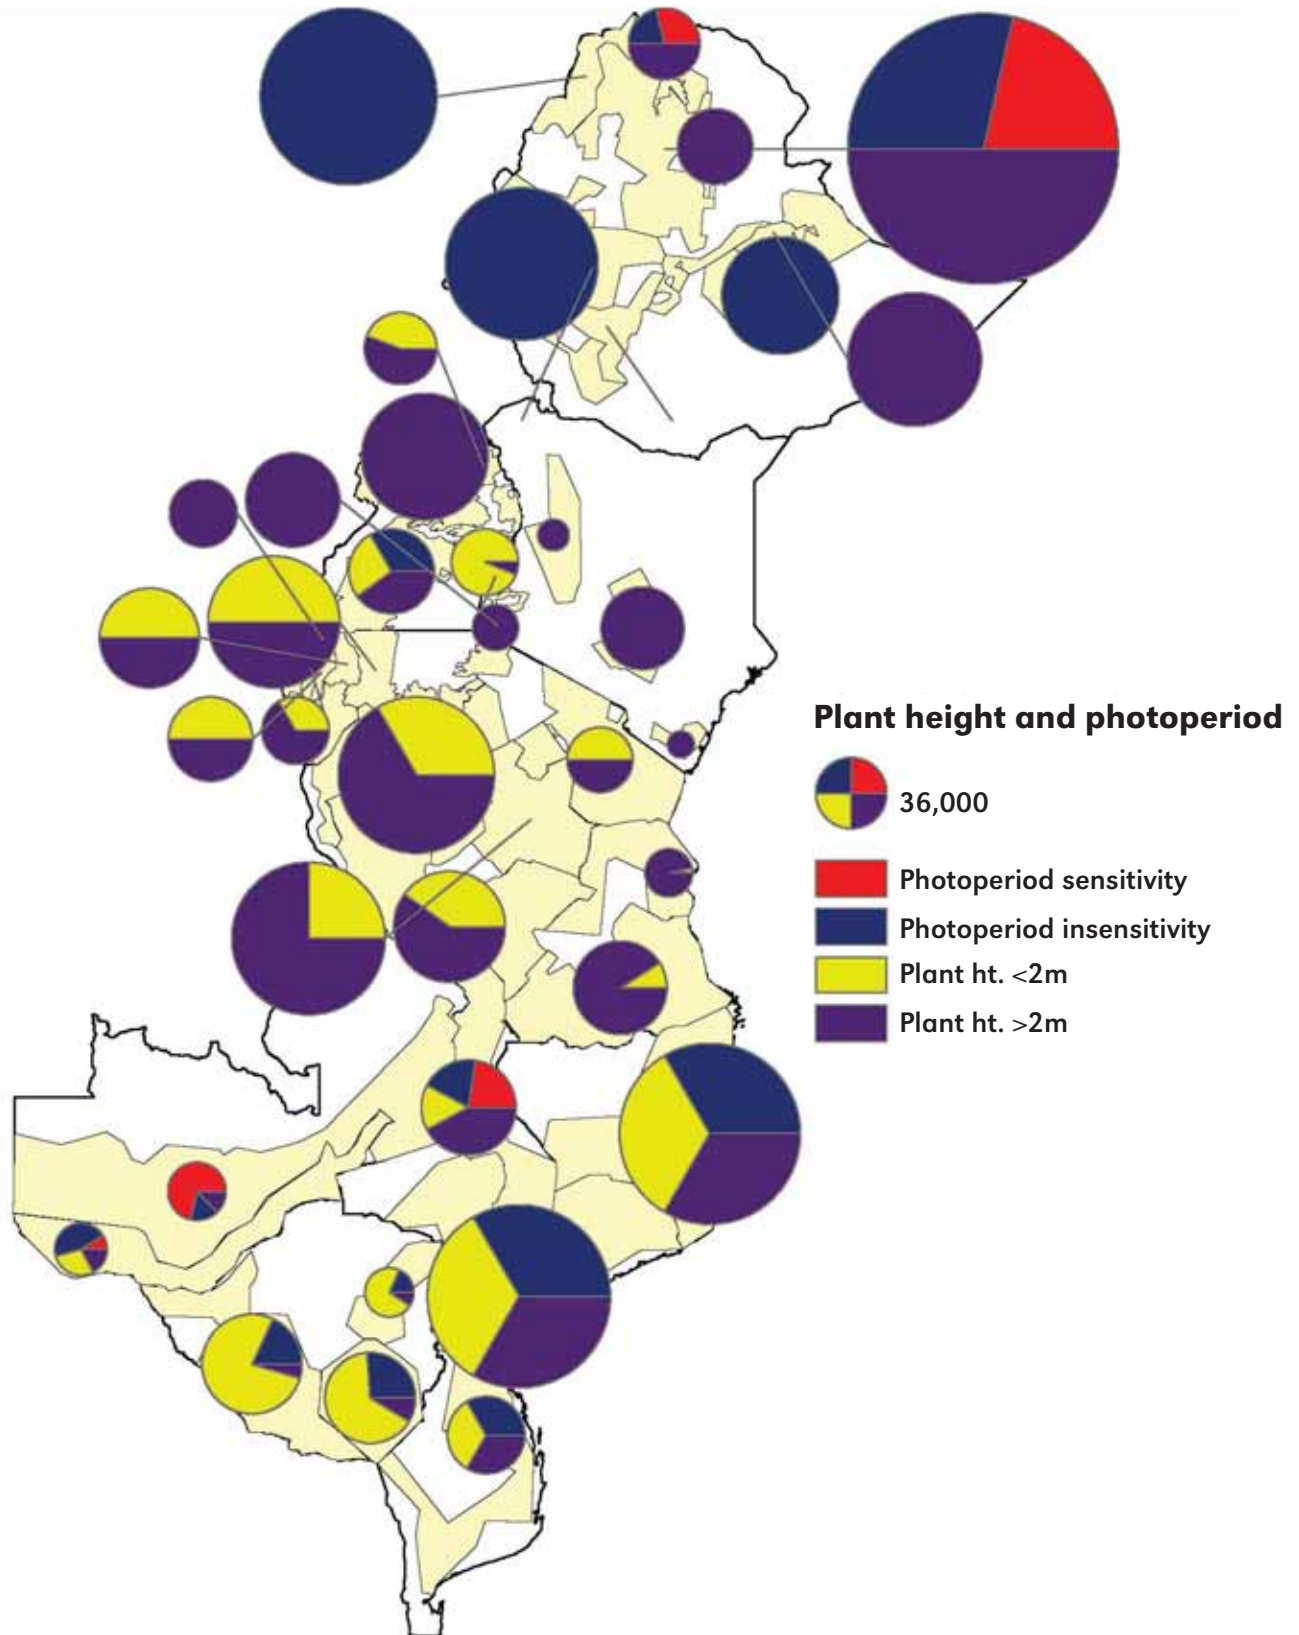 Plant height and photoperiod
36,000
Photoperiod sensitivity
Photoperiod insensitivity
Plant ht. <2m
Plant ht. >2m